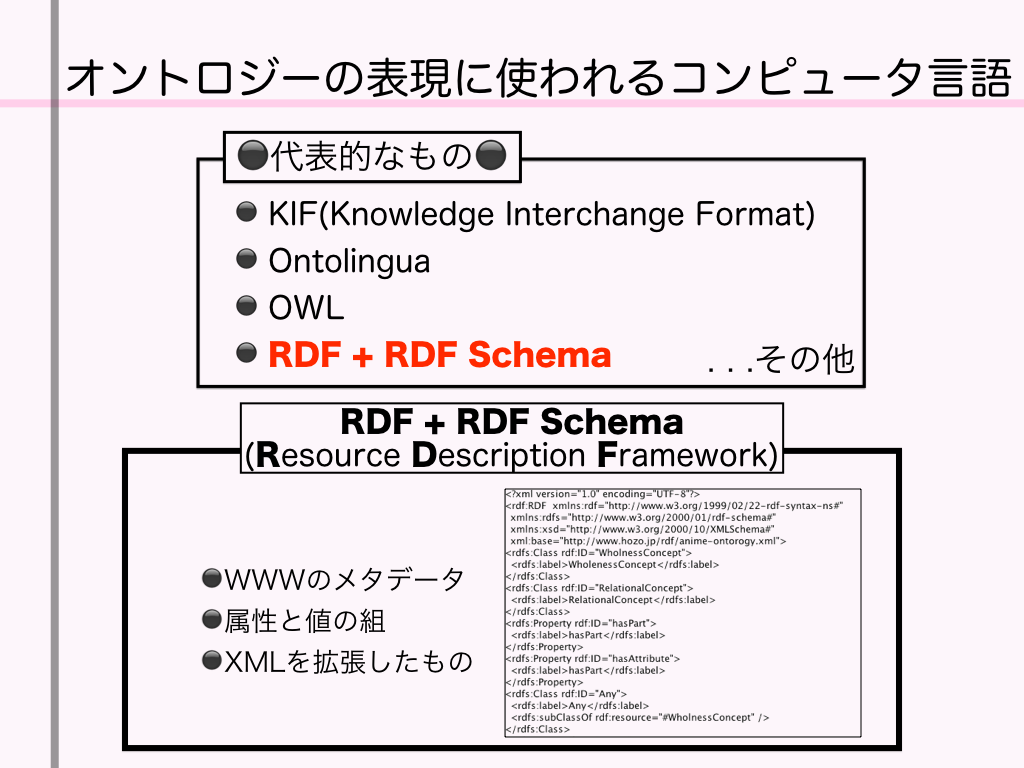 オントロジーの表現に使われるコンピュータ言語
●代表的なもの●
● KIF(Knowledge Interchange Format)
● Ontolingua
● OWL
● RDF + RDF Schema
. . .その他
RDF + RDF Schema
(Resource Description Framework)
●WWWのメタデータ
●属性と値の組
●XMLを拡張したもの
<?xml version="1.0" encoding="UTF-8"?>
<rdf:RDF xmlns:rdf="http://www.w3.org/1999/02/22-rdf-syntax-ns#"
xmlns:rdfs="http://www.w3.org/2000/01/rdf-schema#"
xmlns:xsd="http://www.w3.org/2000/10/XMLSchema#"
xml:base="http://www.hozo.jp/rdf/anime-ontorogy.xml">
<rdfs:Class rdf:ID="WholnessConcept">
<rdfs:label>WholenessConcept</rdfs:label>
</rdfs:Class>
<rdfs:Class rdf:ID="RelationalConcept">
<rdfs:label>RelationalConcept</rdfs:label>
</rdfs:Class>
<rdfs:Property rdf:ID="hasPart">
<rdfs:label>hasPart</rdfs:label>
</rdfs:Property>
<rdfs:Property rdf:ID="hasAttribute">
<rdfs:label>hasPart</rdfs:label>
</rdfs:Property>
<rdfs:Class rdf:ID="Any">
<rdfs:label>Any</rdfs:label>
<rdfs:subClassOf rdf:resource="#WholnessConcept" />
</rdfs:Class>